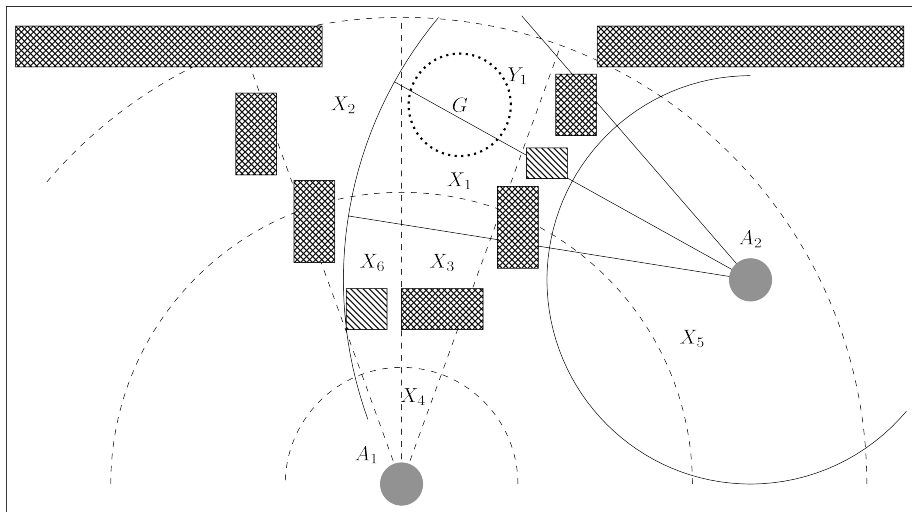 Y₁
X₂
G
X₁
A₂
X₆
X₃
X₅
X₄
A₁